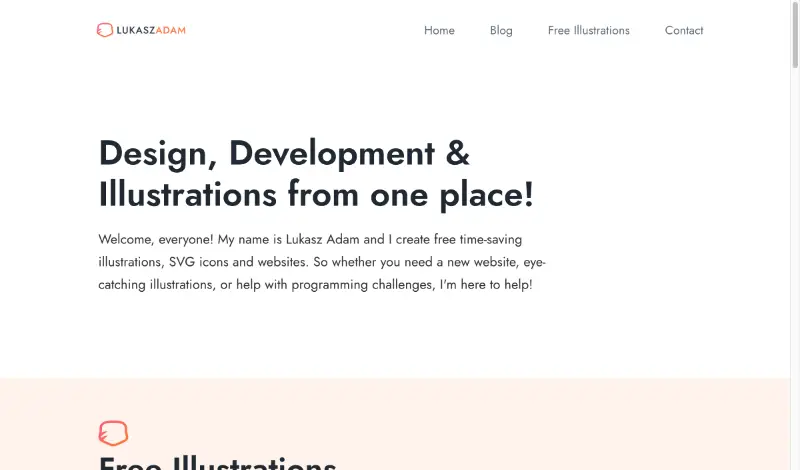 LUKASZADAM
Home
Blog
Free Illustrations
Contact
Design, Development &
Illustrations from one place!
Welcome, everyone! My name is Lukasz Adam and I create free time-saving
illustrations, SVG icons and websites. So whether you need a new website, eye-
catching illustrations, or help with programming challenges, I'm here to help!
Free Illustrations